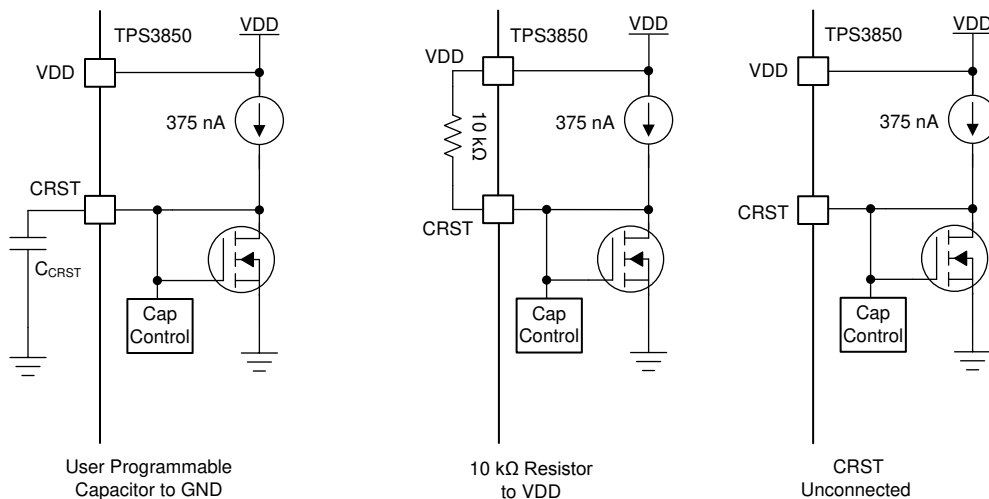 TPS3850
VDD
VDD
375 nA
CRST
CCRST
Cap
Control
User Programmable
Capacitor to GND
TPS3850
VDD
VDD
10 kΩ
375 nA
CRST
Cap
Control
10 kΩ Resistor
to VDD
TPS3850
VDD
VDD
375 nA
CRST
Cap
Control
CRST
Unconnected